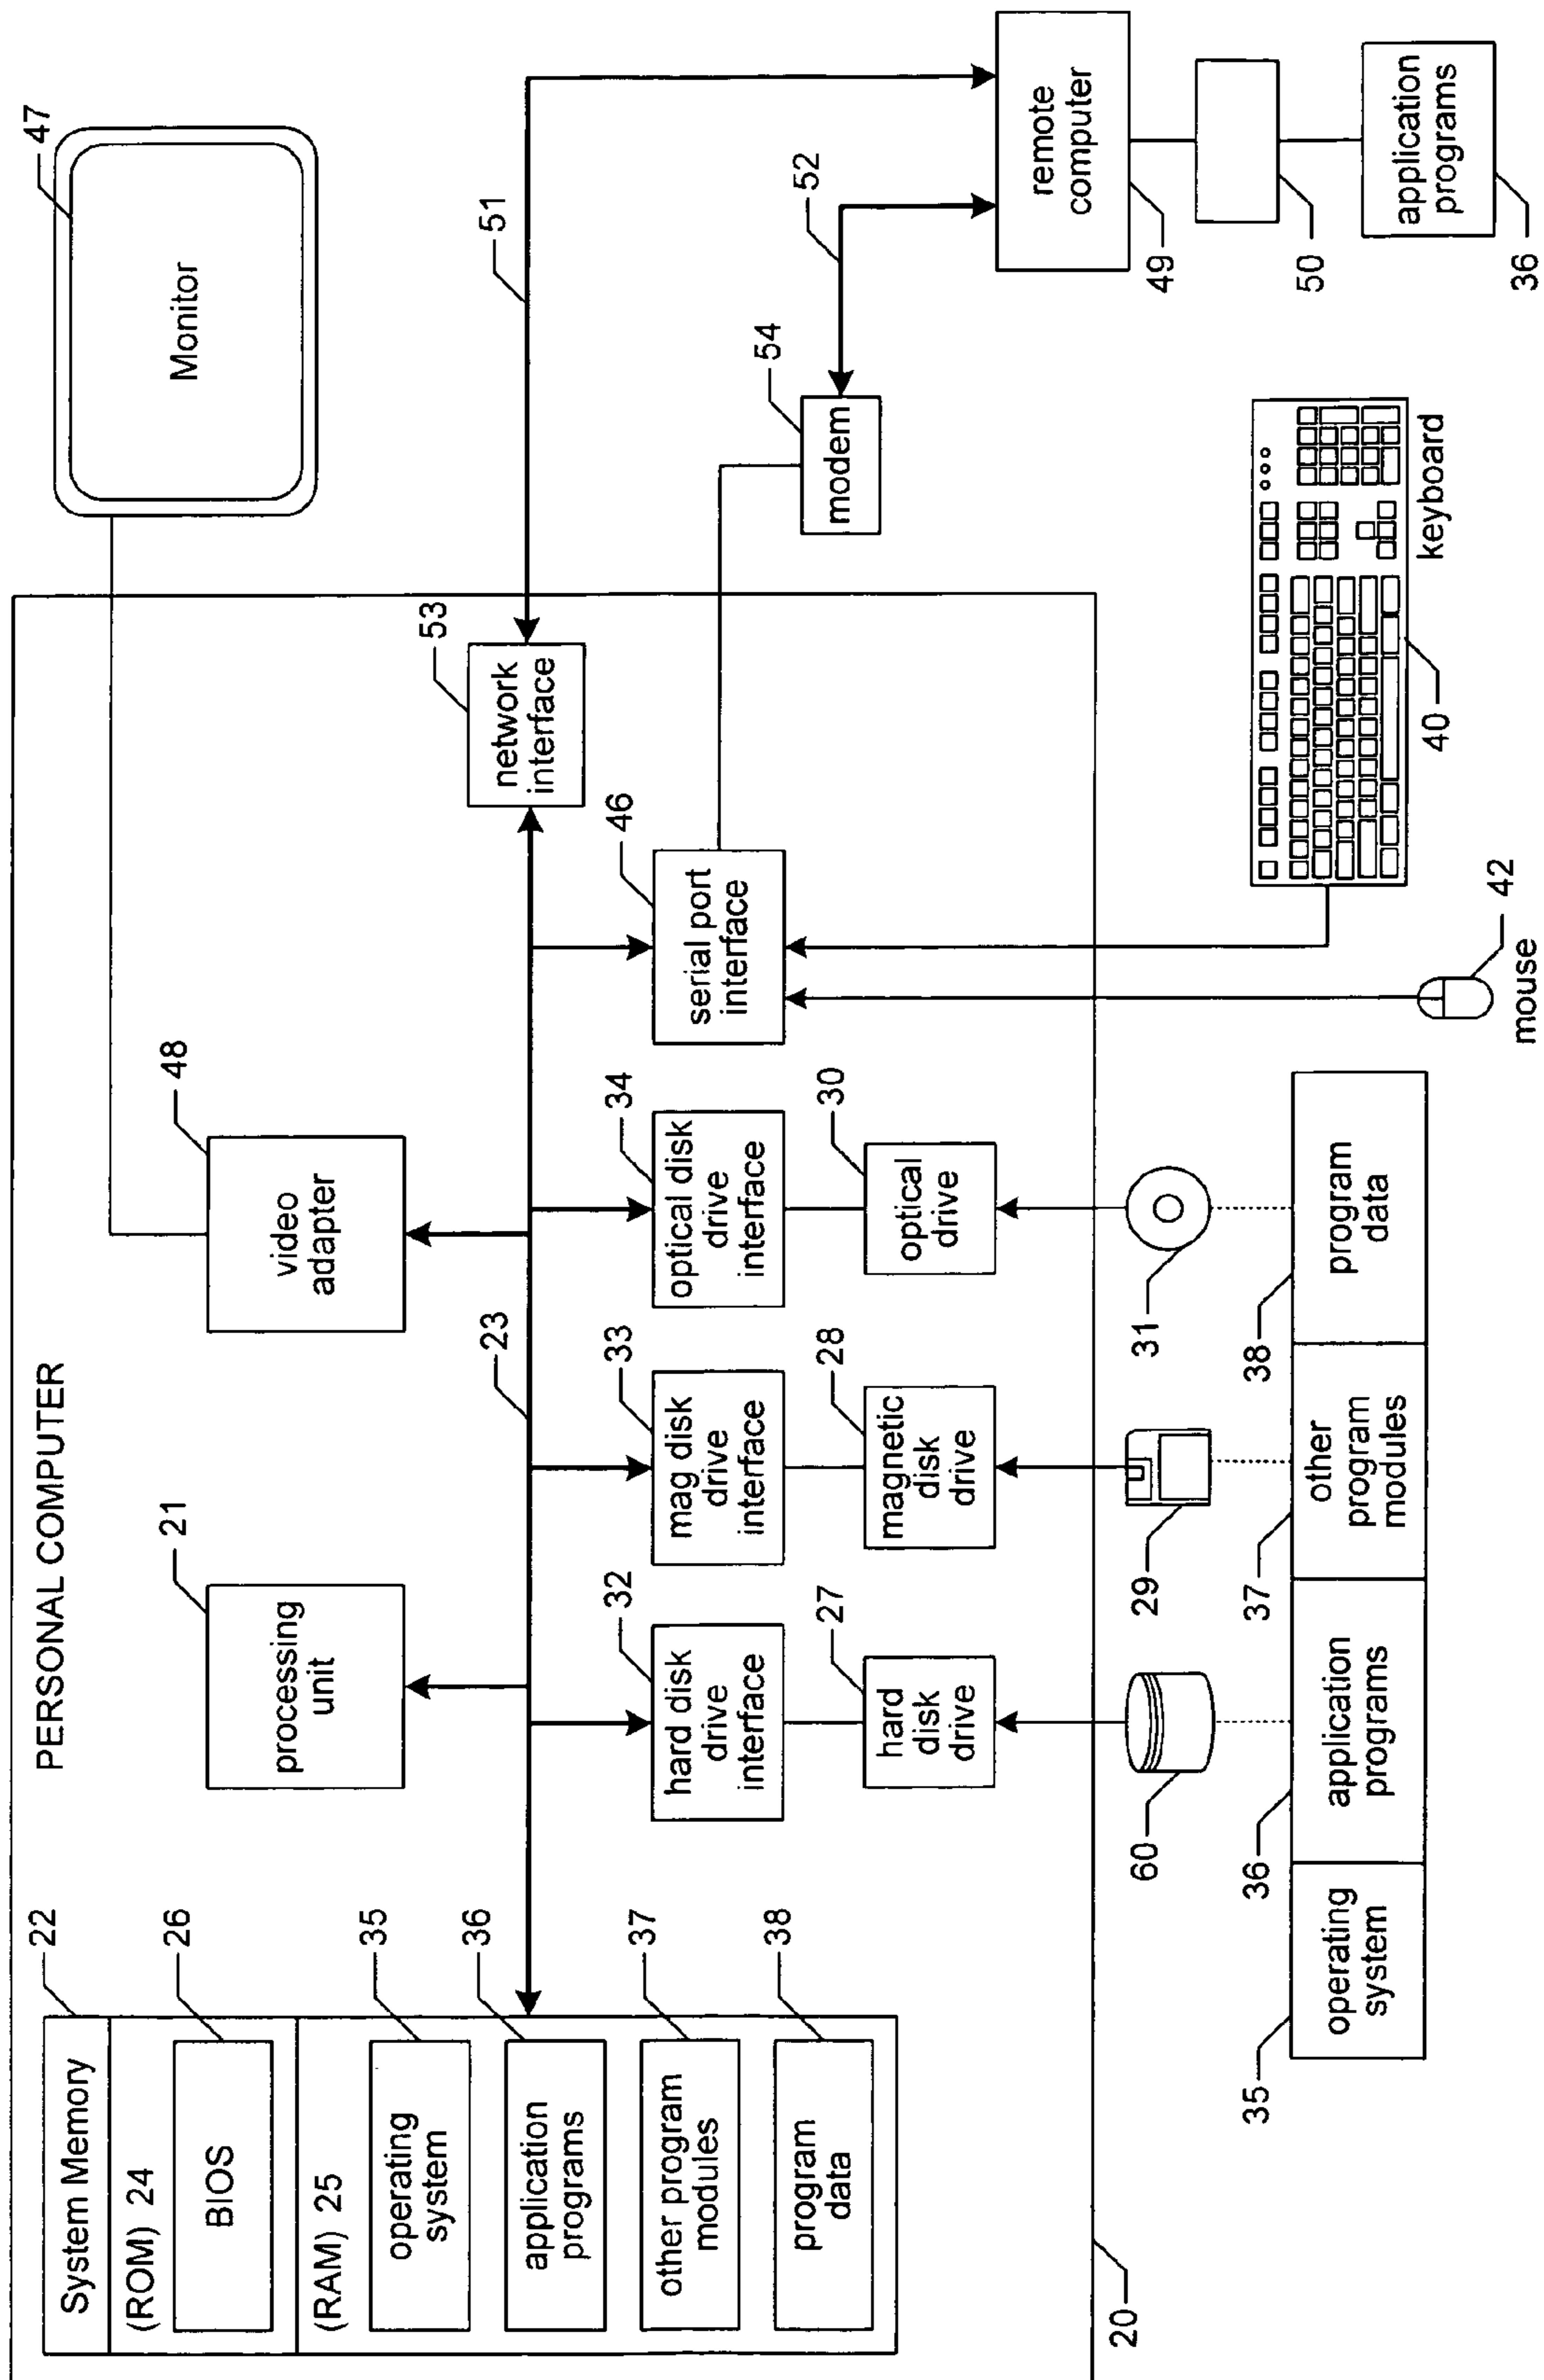 PERSONAL COMPUTER
System Memory
22
(ROM) 24
BIOS
26
(RAM) 25
operating
system
35
application
programs
36
other program
modules
37
program
data
38
processing
unit
21
video
adapter
48
Monitor
47
23
hard disk
drive
interface
32
mag disk
drive
interface
33
optical disk
drive
interface
34
serial port
interface
46
network
interface
53
51
hard
disk
drive
27
magnetic
disk
drive
28
optical
drive
30
modem
54
52
remote
computer
49
50
application
programs
36
20
60
29
31
mouse
42
keyboard
40
35
operating
system
36
application
programs
37
other
program
modules
38
program
data